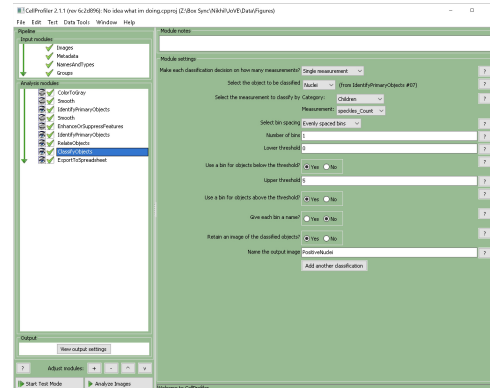 CellProfiler 2.1.1 (rev 6c2d896): No idea what im doing.cpproj (Z:\Box Sync\Nikhil\JoVE\Data\Figures)
File Edit Test Data Tools Window Help
Pipeline
Input modules
Images
Metadata
NamesAndTypes
Groups
Analysis modules
ColorToGray
Smooth
IdentifyPrimaryObjects
Smooth
EnhanceOrSuppressFeatures
IdentifyPrimaryObjects
RelateObjects
ClassifyObjects
ExportToSpreadsheet
Output
View output settings
? Adjust modules: + - ^ v
Start Test Mode Analyze Images
Module notes
Module settings
Make each classification decision on how many measurements? Single measurement ?
Select the object to be classified Nuclei (from IdentifyPrimaryObjects #07) ?
Select the measurement to classify by Category: Children ?
Measurement: speckles_Count
Select bin spacing Evenly spaced bins ?
Number of bins 1 ?
Lower threshold 0 ?
Use a bin for objects below the threshold? Yes No ?
Upper threshold 5 ?
Use a bin for objects above the threshold? Yes No ?
Give each bin a name? Yes No ?
Retain an image of the classified objects? Yes No ?
Name the output image PositiveNuclei ?
Add another classification
Welcome to CellProfiler